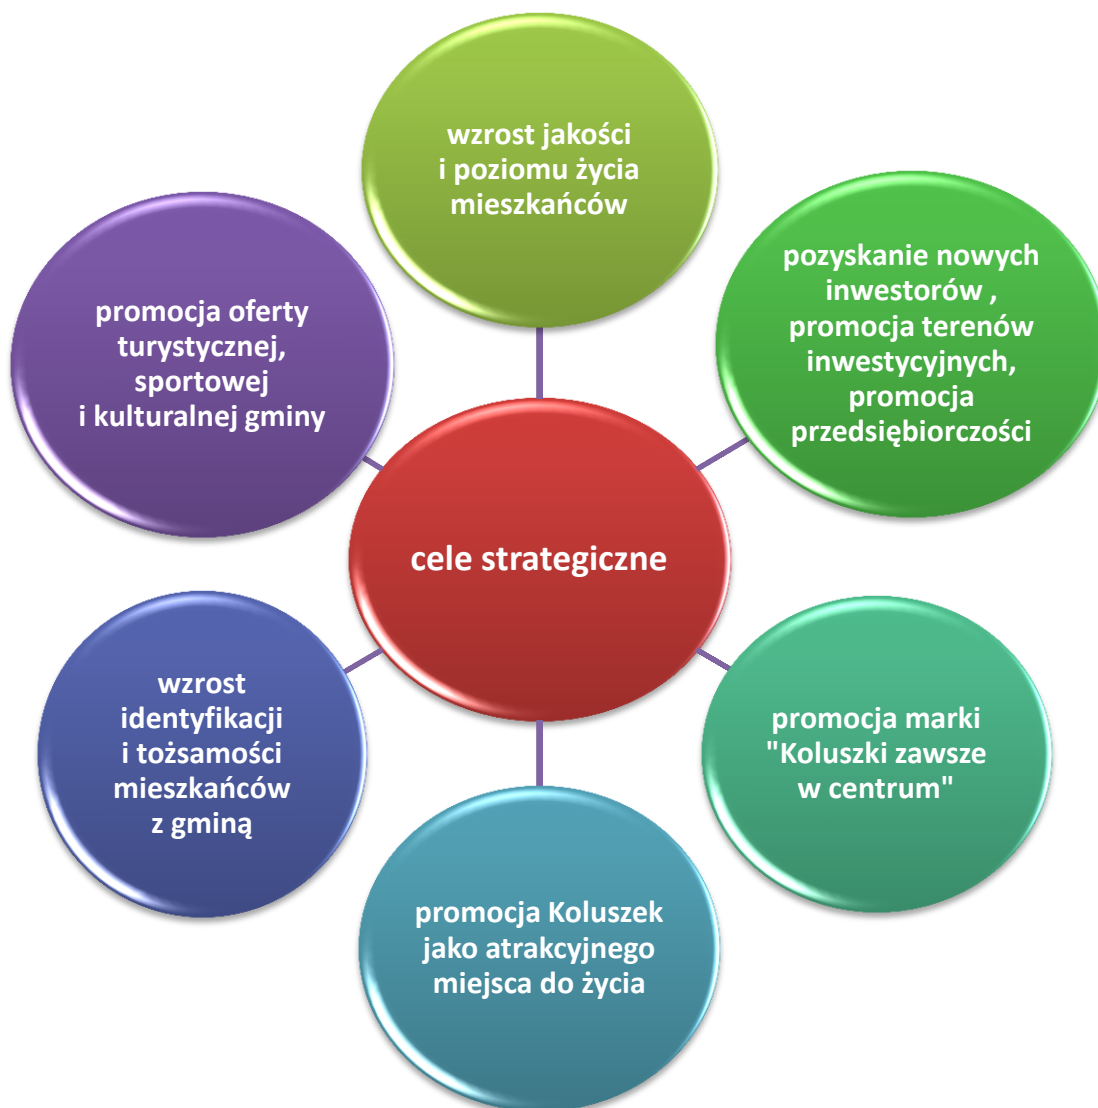 wzrost jakości
i poziomu życia
mieszkańców
pozyskanie nowych
inwestorów ,
promocja terenów
inwestycyjnych,
promocja
przedsiębiorczości
promocja marki
"Koluszki zawsze
w centrum"
promocja Koluszek
jako atrakcyjnego
miejsca do życia
wzrost
identyfikacji
i tożsamości
mieszkańców
z gminą
promocja oferty
turystycznej,
sportowej
i kulturalnej gminy
cele strategiczne